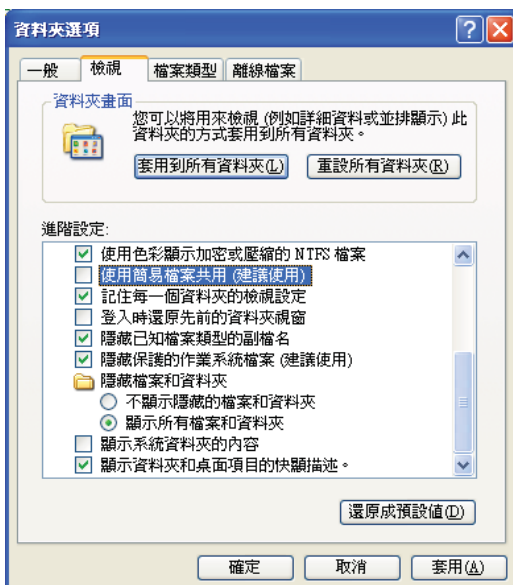 資料夾選項
一般 檢視 檔案類型 離線檔案
資料夾畫面
您可以將用來檢視 (例如詳細資料或並排顯示) 此
資料夾的方式套用到所有資料夾。
套用到所有資料夾(L) 重設所有資料夾(R)
進階設定:
使用色彩顯示加密或壓縮的 NTFS 檔案
使用簡易檔案共用 (建議使用)
記住每一個資料夾的檢視設定
登入時還原先前的資料夾視窗
隱藏已知檔案類型的副檔名
隱藏保護的作業系統檔案 (建議使用)
隱藏檔案和資料夾
不顯示隱藏的檔案和資料夾
顯示所有檔案和資料夾
顯示系統資料夾的內容
顯示資料夾和桌面項目的快顯描述。
還原成預設值(D)
確定 取消 套用(A)